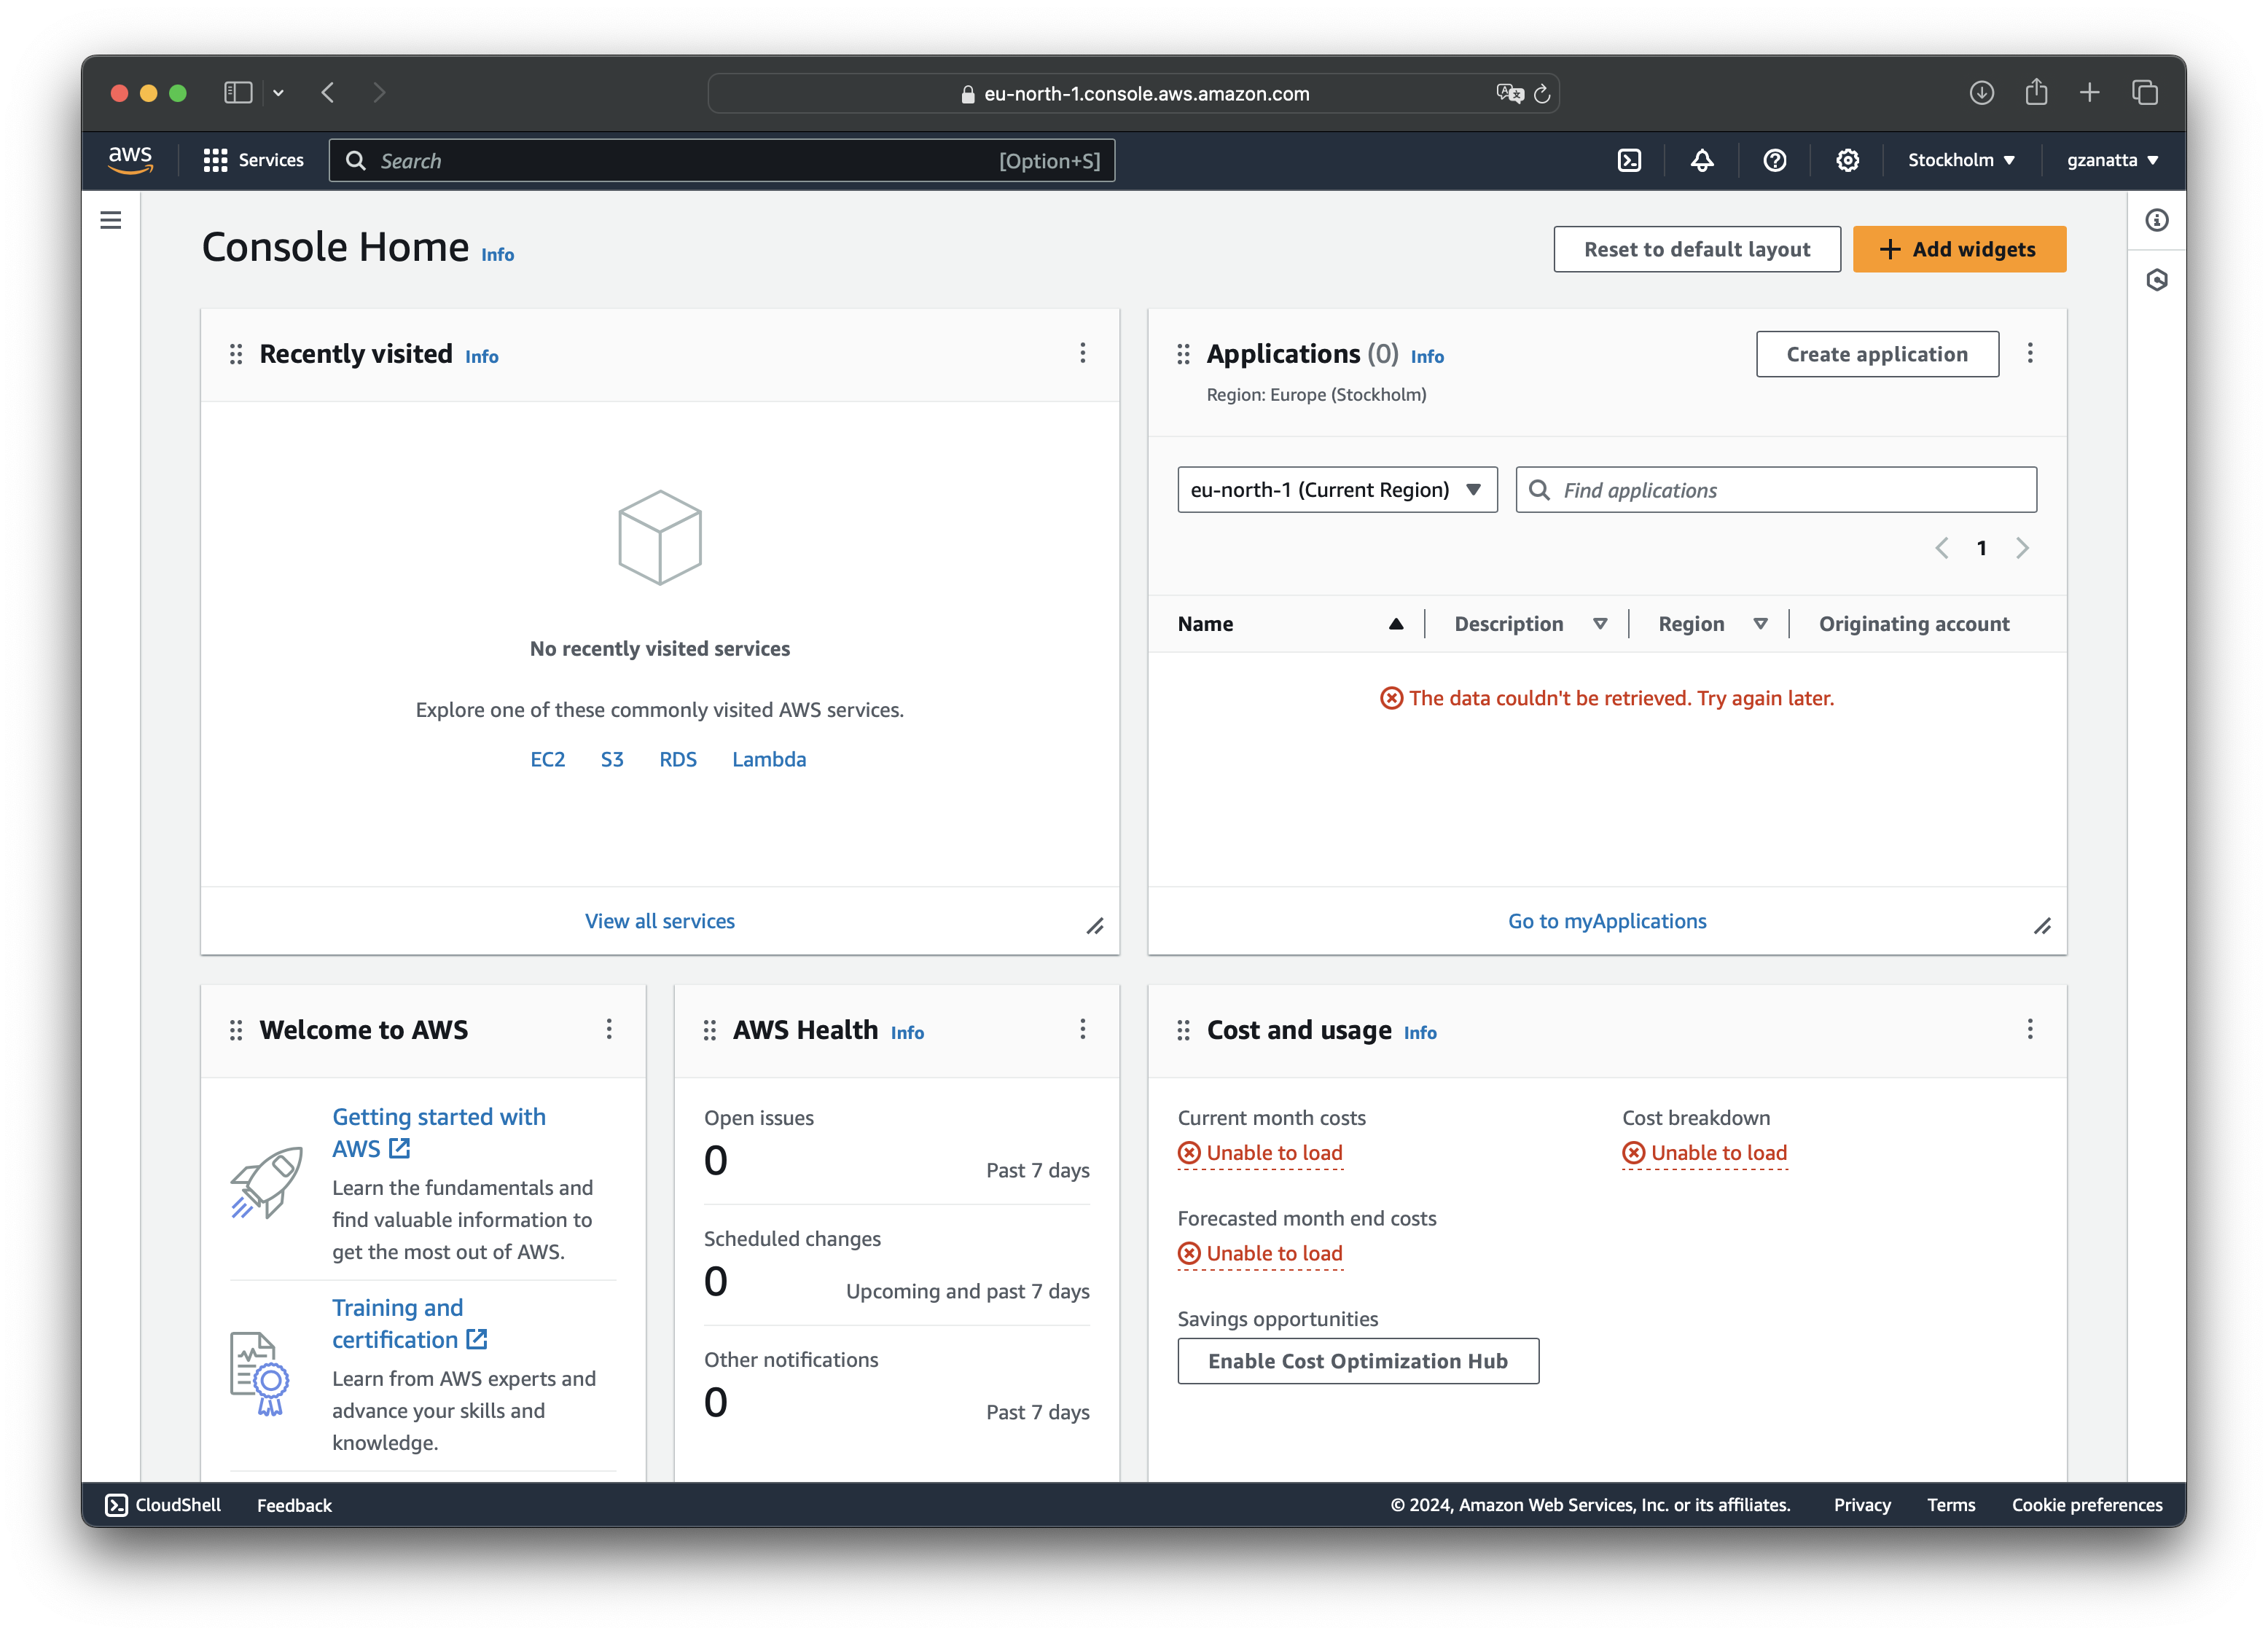 eu-north-1.console.aws.amazon.com
aws
Services
Search
[Option+S]
Stockholm
gzanatta
Console Home
Info
Reset to default layout
Add widgets
Recently visited
Info
No recently visited services
Explore one of these commonly visited AWS services.
EC2
S3
RDS
Lambda
View all services
Applications (0)
Info
Create application
Region: Europe (Stockholm)
eu-north-1 (Current Region)
Find applications
1
Name
Description
Region
Originating account
The data couldn't be retrieved. Try again later.
Go to myApplications
Welcome to AWS
Getting started with
AWS
Learn the fundamentals and
find valuable information to
get the most out of AWS.
Training and
certification
Learn from AWS experts and
advance your skills and
knowledge.
AWS Health
Info
Open issues
0
Past 7 days
Scheduled changes
0
Upcoming and past 7 days
Other notifications
0
Past 7 days
Cost and usage
Info
Current month costs
Unable to load
Cost breakdown
Unable to load
Forecasted month end costs
Unable to load
Savings opportunities
Enable Cost Optimization Hub
CloudShell
Feedback
© 2024, Amazon Web Services, Inc. or its affiliates.
Privacy
Terms
Cookie preferences